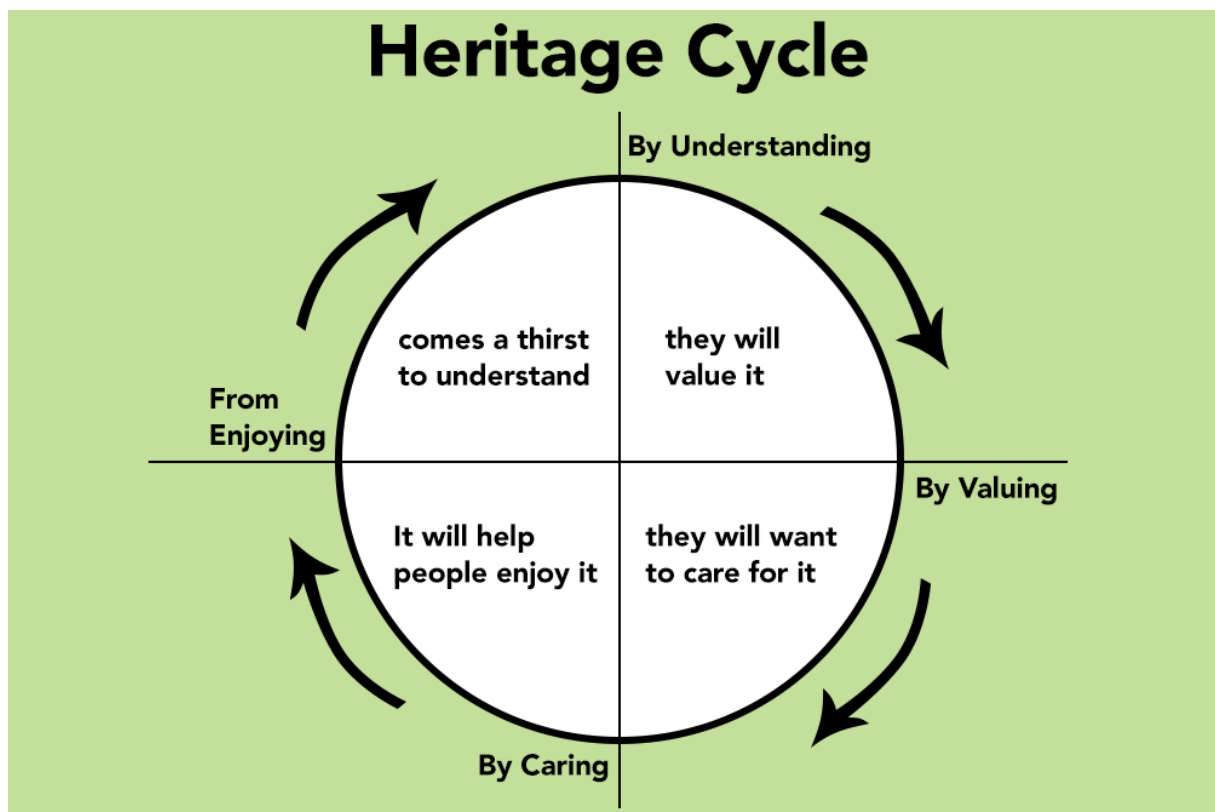 Heritage Cycle
By Understanding
they will
value it
By Valuing
they will want
to care for it
By Caring
It will help
people enjoy it
From
Enjoying
comes a thirst
to understand